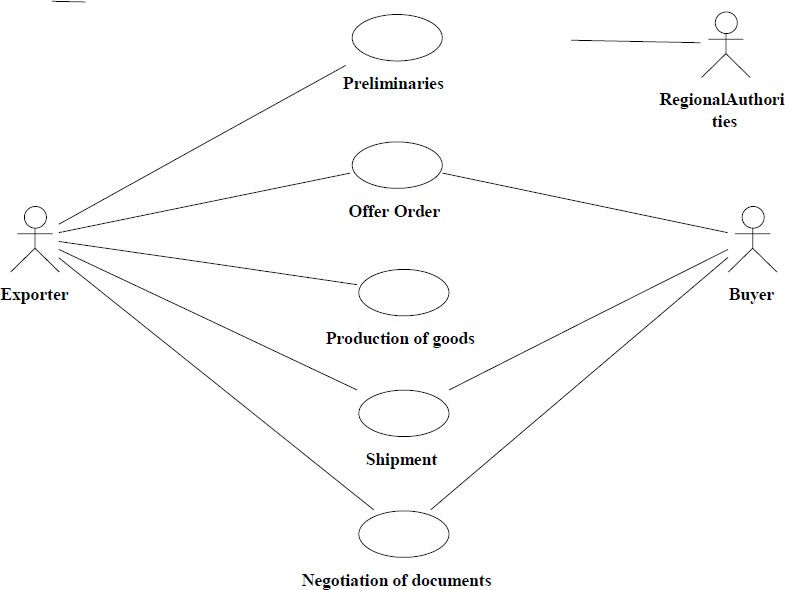 Preliminaries
RegionalAuthori
ties
Offer Order
Exporter
Buyer
Production of goods
Shipment
Negotiation of documents